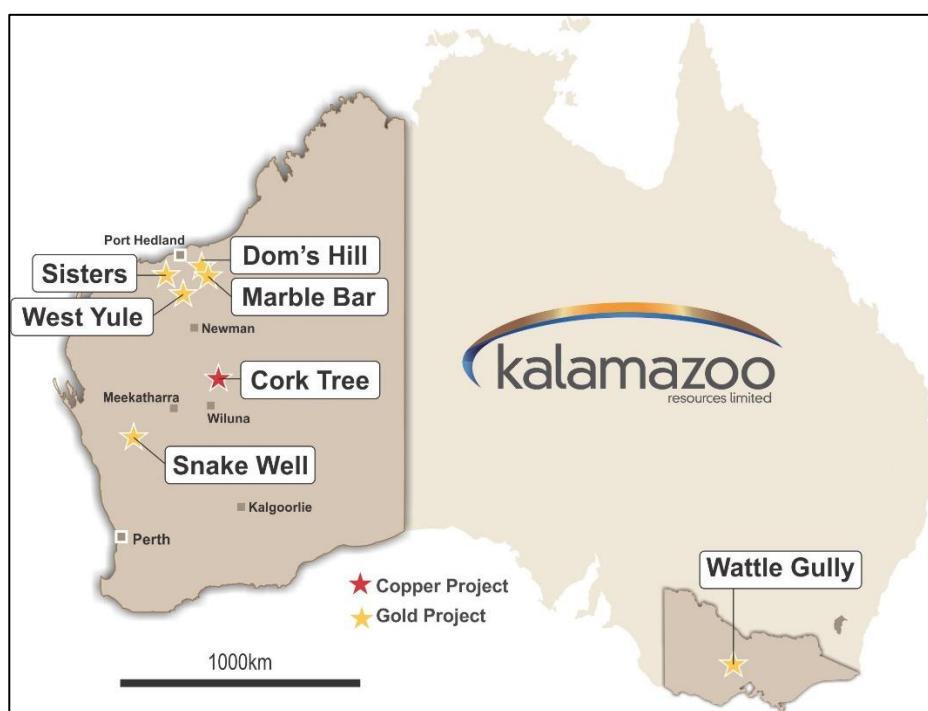 Port Hedland
Dom's Hill
Sisters
Marble Bar
West Yule
Newman
Cork Tree
Meekatharra
Wiluna
Snake Well
Kalgoorlie
Perth
kalamazoo
resources limited
Wattle Gully
Copper Project
Gold Project
1000km